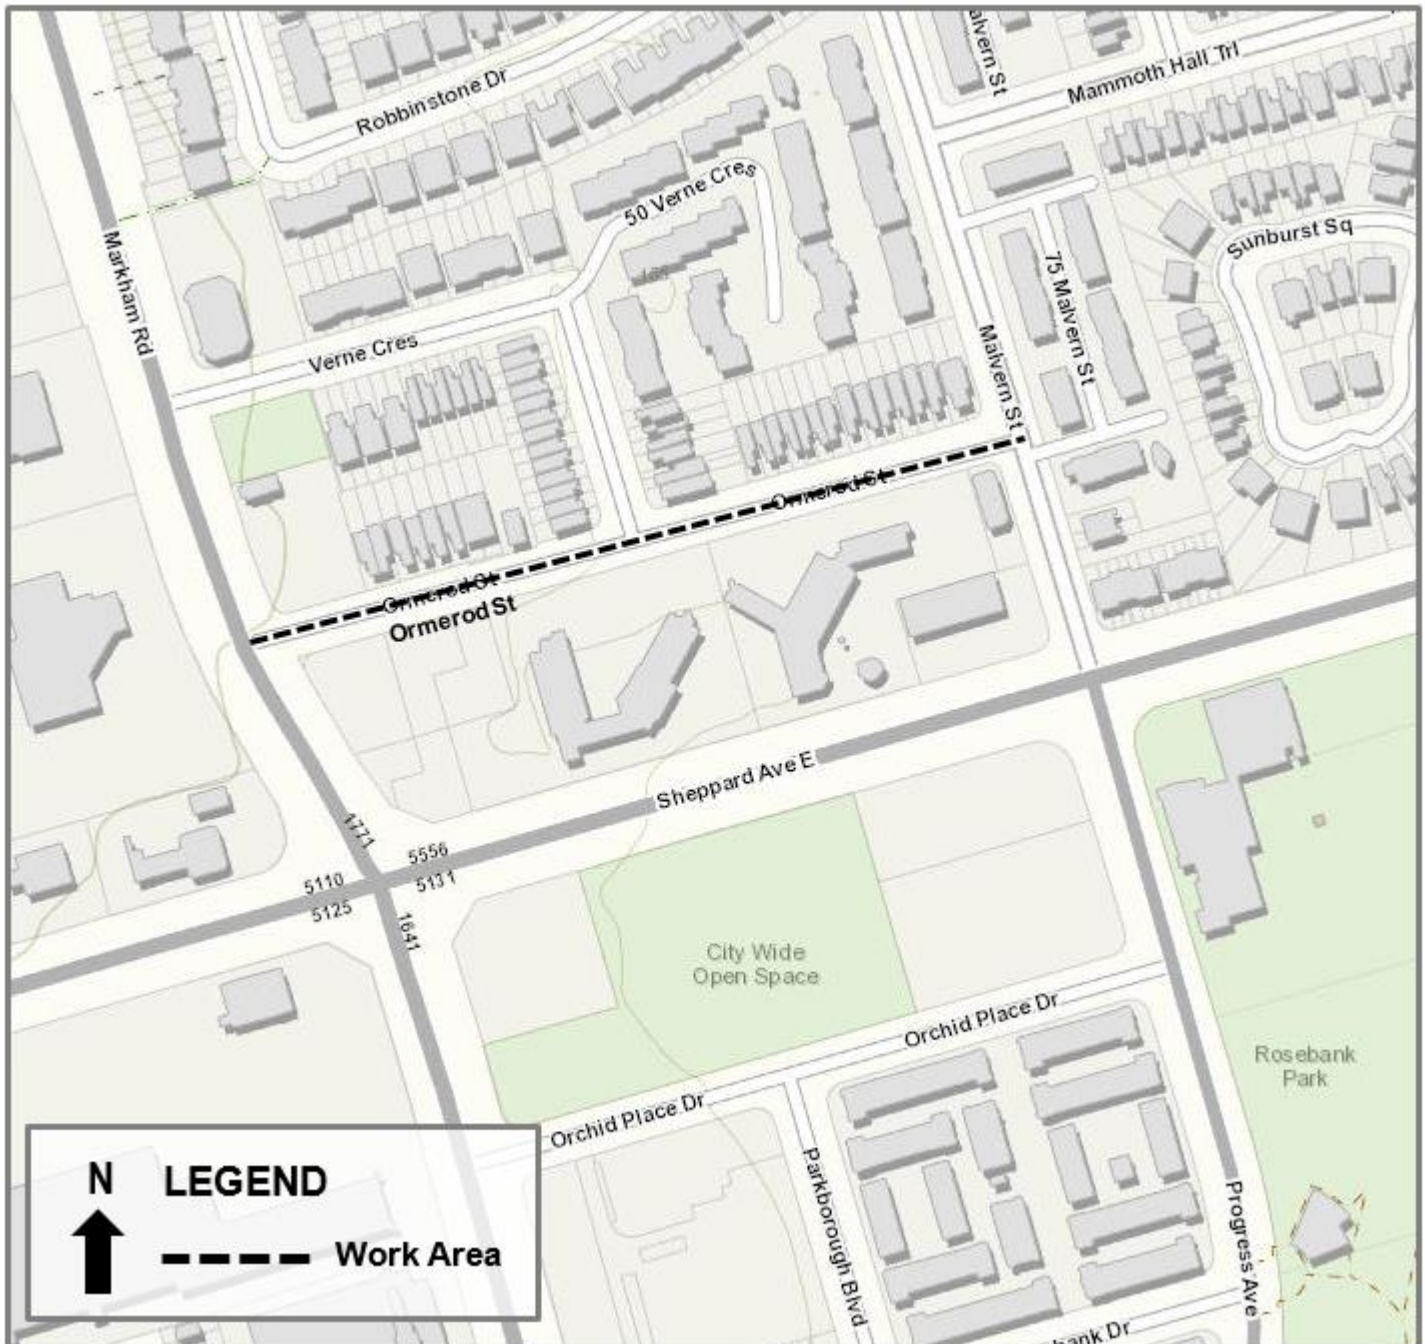 Malvern St
Mammoth Hall Trl
Robbinstone Dr
50 Verne Cres
Sunburst Sq
Markham Rd
75 Malvern St
Verne Cres
Malvern St
Ormerod St
Ormerod St
Ormerod St
Sheppard Ave E
1771
5556
5110
5131
5125
1641
City Wide
Open Space
Orchid Place Dr
Rosebank
Park
Orchid Place Dr
Parkborough Blvd
Progress Ave
N
LEGEND
Work Area